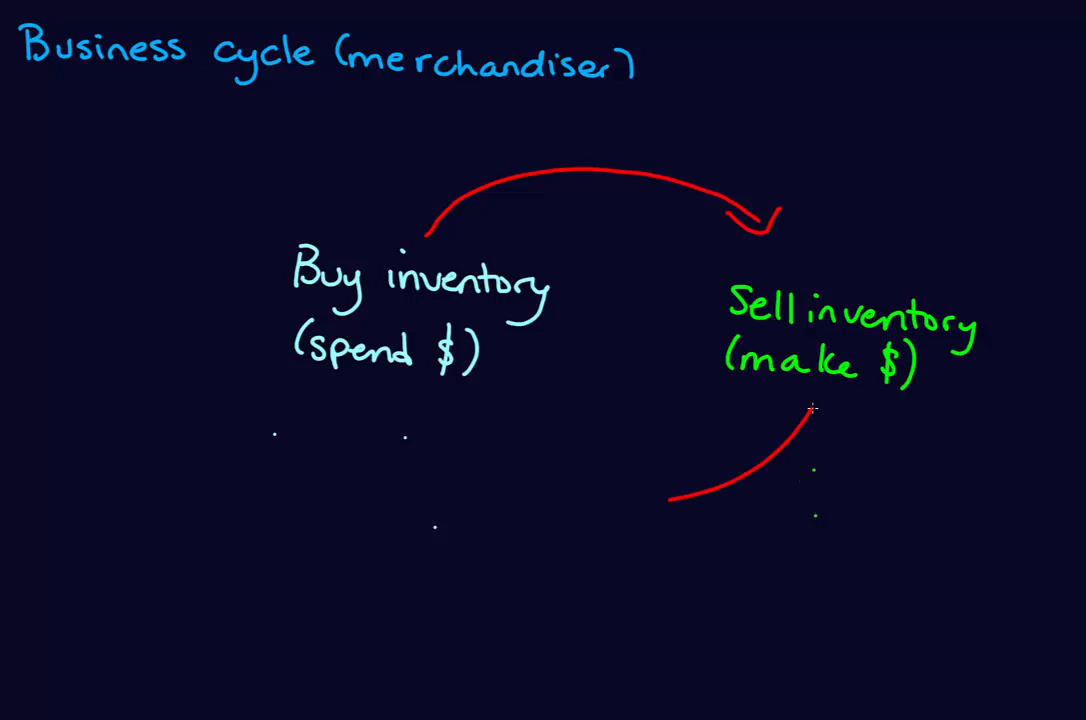 Business cycle (merchandiser)
Buy inventory
(spend $)
Sell inventory
(make $)